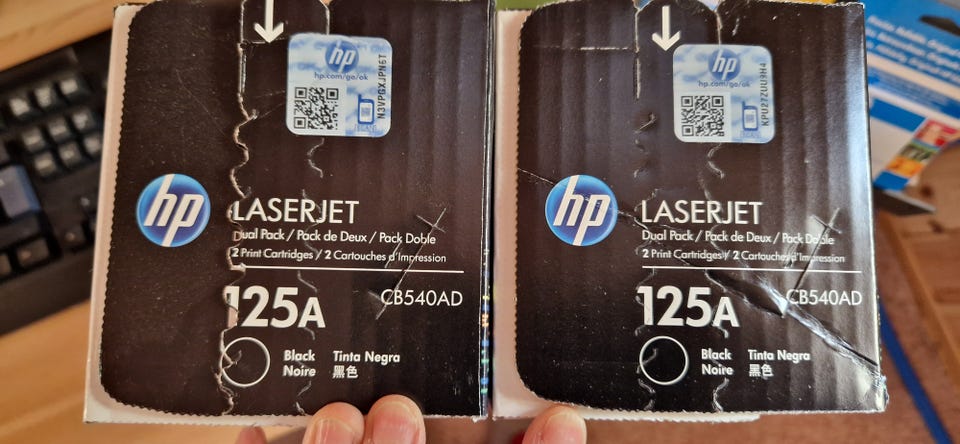 hp
hp.com/go/ok
N3VPGXJPN6T
hp
LASERJET
Dual Pack / Pack de Deux / Pack Doble
2 Print Cartridges / 2 Cartouches d'Impression
125A
CB540AD
Black Tinta Negra
Noire 黑色
hp
hp.com/go/ok
KPU27ZUU9H4
hp
LASERJET
Dual Pack / Pack de Deux / Pack Doble
2 Print Cartridges / 2 Cartouches d'Impression
125A
CB540AD
Black Tinta Negra
Noire 黑色